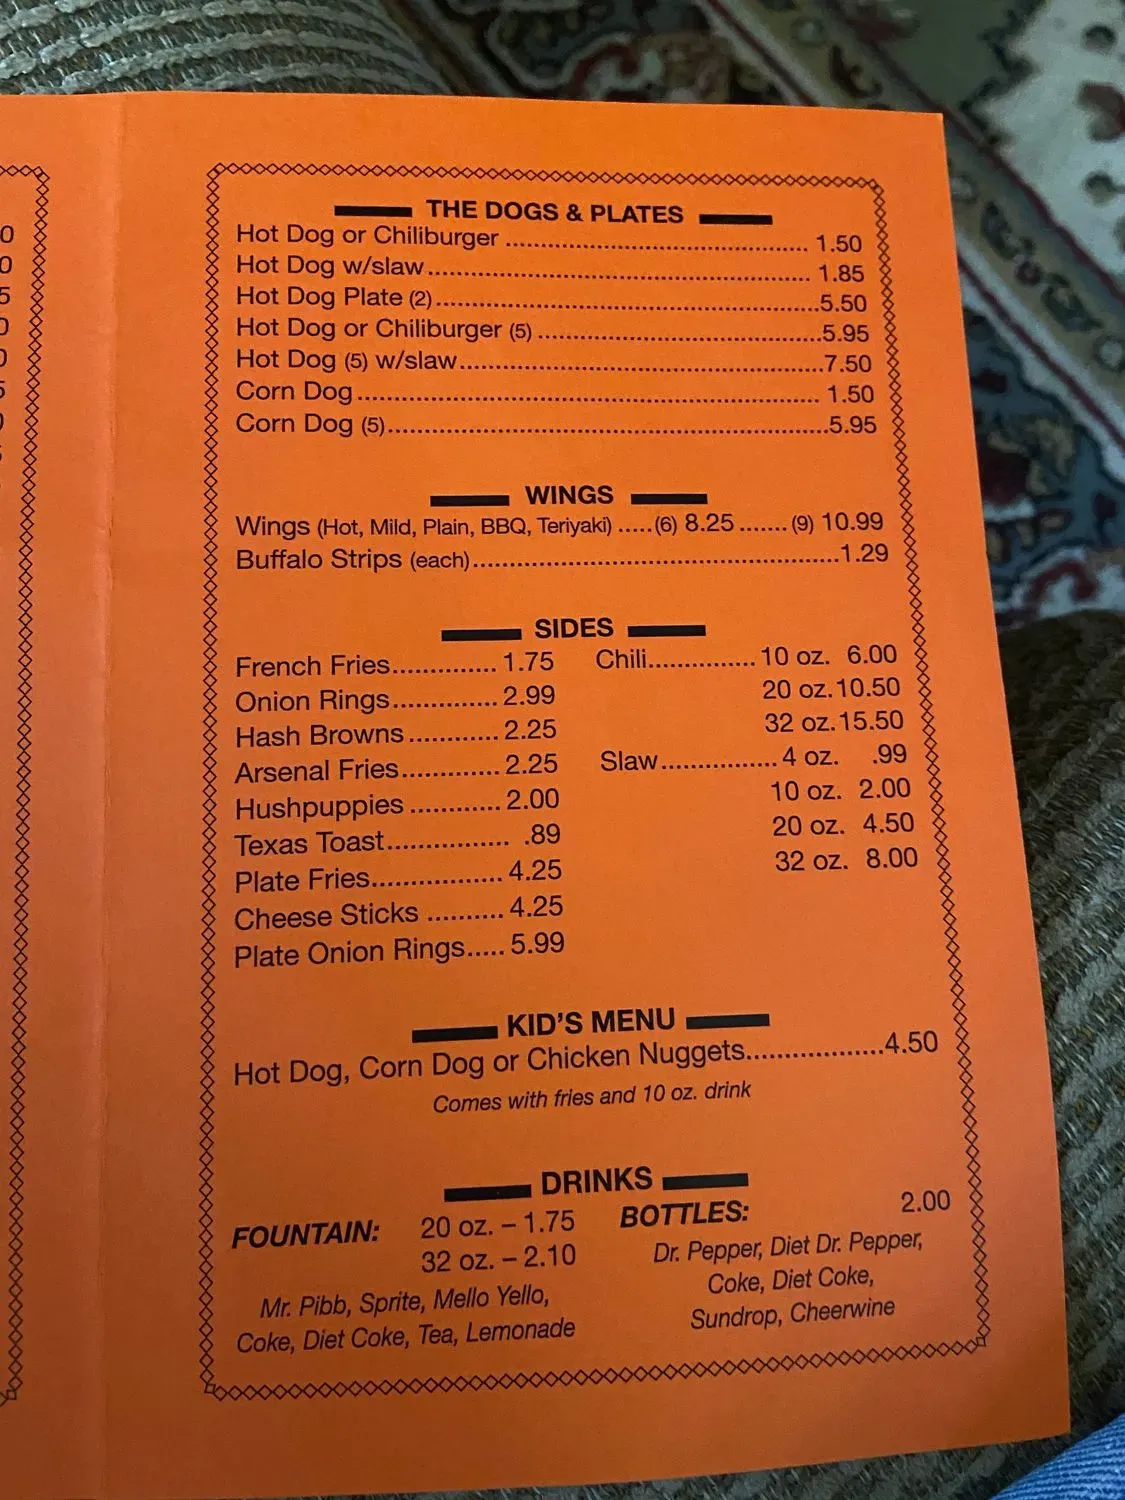 THE DOGS & PLATES
Hot Dog or Chiliburger ................ 1.50
Hot Dog w/slaw ................ 1.85
Hot Dog Plate (2) ................ 5.50
Hot Dog or Chiliburger (5) ................ 5.95
Hot Dog (5) w/slaw ................ 7.50
Corn Dog ................ 1.50
Corn Dog (5) ................ 5.95
WINGS
Wings (Hot, Mild, Plain, BBQ, Teriyaki) .....(6) 8.25 ....... (9) 10.99
Buffalo Strips (each) ................ 1.29
SIDES
French Fries ............. 1.75
Onion Rings ............. 2.99
Hash Browns ............ 2.25
Arsenal Fries ............. 2.25
Hushpuppies ............ 2.00
Texas Toast ................ .89
Plate Fries ................. 4.25
Cheese Sticks .......... 4.25
Plate Onion Rings ..... 5.99
Chili ............... 10 oz. 6.00
20 oz. 10.50
32 oz. 15.50
Slaw ................ 4 oz. .99
10 oz. 2.00
20 oz. 4.50
32 oz. 8.00
KID'S MENU
Hot Dog, Corn Dog or Chicken Nuggets ................... 4.50
Comes with fries and 10 oz. drink
DRINKS
FOUNTAIN: 20 oz. – 1.75
32 oz. – 2.10
Mr. Pibb, Sprite, Mello Yello,
Coke, Diet Coke, Tea, Lemonade
BOTTLES: 2.00
Dr. Pepper, Diet Dr. Pepper,
Coke, Diet Coke,
Sundrop, Cheerwine